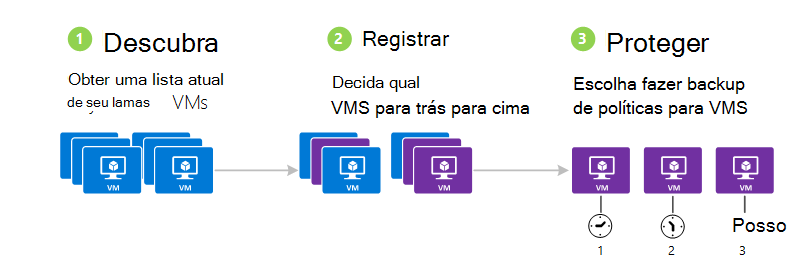 1 Descubra
Obter uma lista atual
de seu lamas VMs
2 Registrar
Decida qual
VMS para trás para cima
3 Proteger
Escolha fazer backup
de políticas para VMS
VM VM VM VM VM VM VM
Posso
1 2 3